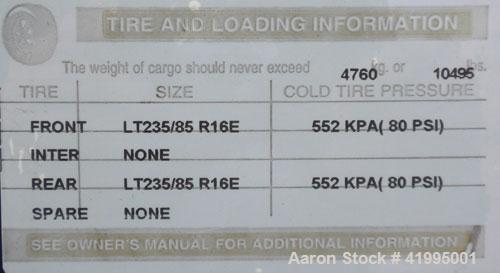 TIRE AND LOADING INFORMATION
The weight of cargo should never exceed 4760 kg. or 10495 lbs.
TIRE SIZE COLD TIRE PRESSURE
FRONT LT235/85 R16E 552 KPA( 80 PSI)
INTER NONE
REAR LT235/85 R16E 552 KPA( 80 PSI)
SPARE NONE
SEE OWNER'S MANUAL FOR ADDITIONAL INFORMATION
Aaron Stock # 41995001